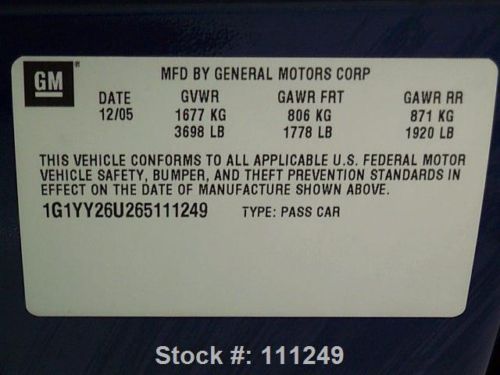 GM ® MFD BY GENERAL MOTORS CORP
DATE GVWR GAWR FRT GAWR RR
12/05 1677 KG 806 KG 871 KG
3698 LB 1778 LB 1920 LB
THIS VEHICLE CONFORMS TO ALL APPLICABLE U.S. FEDERAL MOTOR
VEHICLE SAFETY, BUMPER, AND THEFT PREVENTION STANDARDS IN
EFFECT ON THE DATE OF MANUFACTURE SHOWN ABOVE.
1G1YY26U265111249 TYPE: PASS CAR
Stock #: 111249